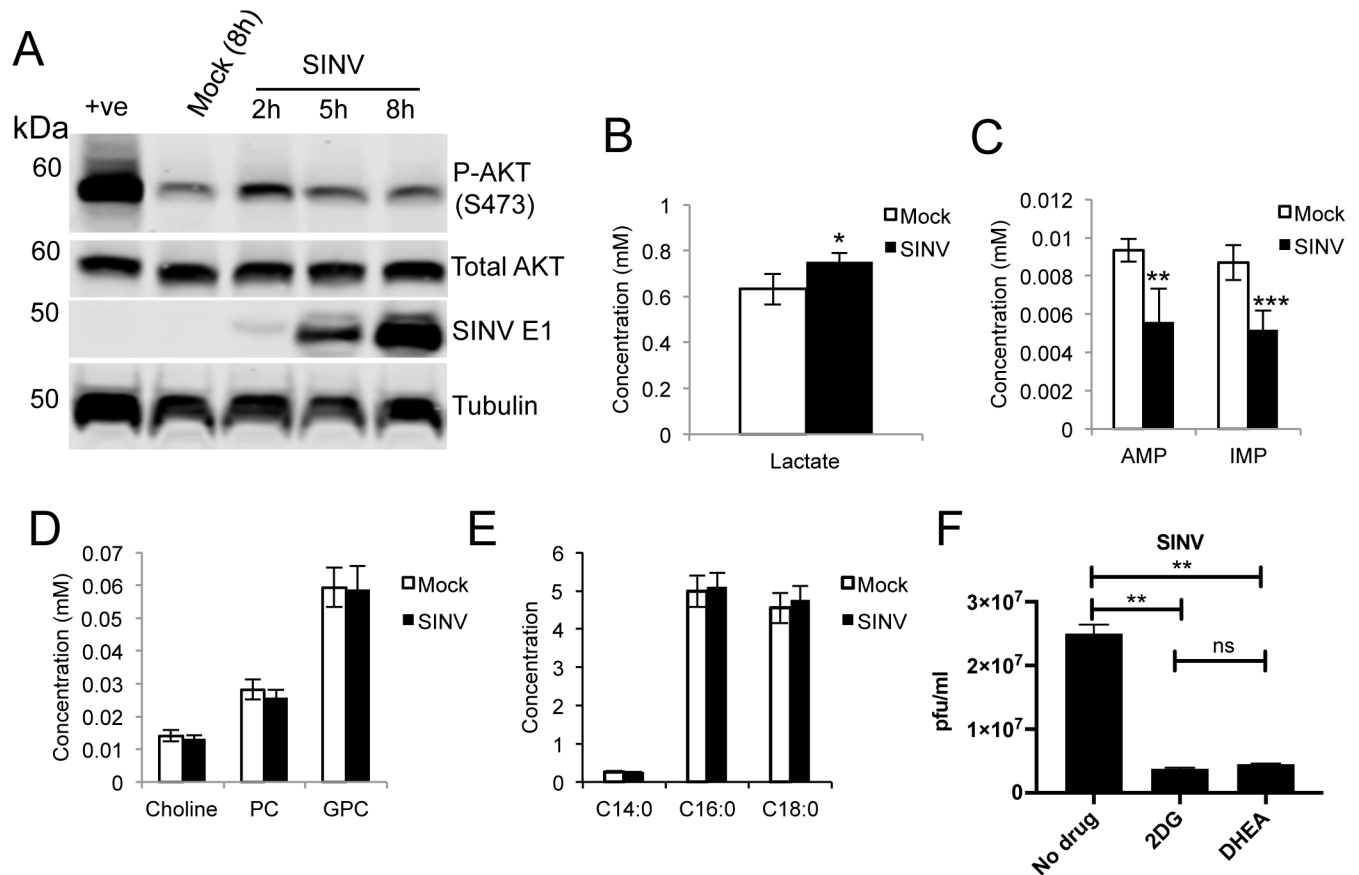 A
Mock (8h)
SINV
+ve
2h
5h
8h
kDa
60
P-AKT
(S473)
60
Total AKT
50
SINV E1
50
Tubulin
B
Concentration (mM)
1
0.8
0.6
0.4
0.2
0
*
Mock
SINV
Lactate
C
Concentration (mM)
0.012
0.01
0.008
0.006
0.004
0.002
0
**
***
Mock
SINV
AMP
IMP
D
Concentration (mM)
0.07
0.06
0.05
0.04
0.03
0.02
0.01
0
Mock
SINV
Choline
PC
GPC
E
Concentration
6
5
4
3
2
1
0
Mock
SINV
C14:0
C16:0
C18:0
F
SINV
**
**
ns
pfu/ml
3×10⁷
2×10⁷
1×10⁷
0
No drug
2DG
DHEA